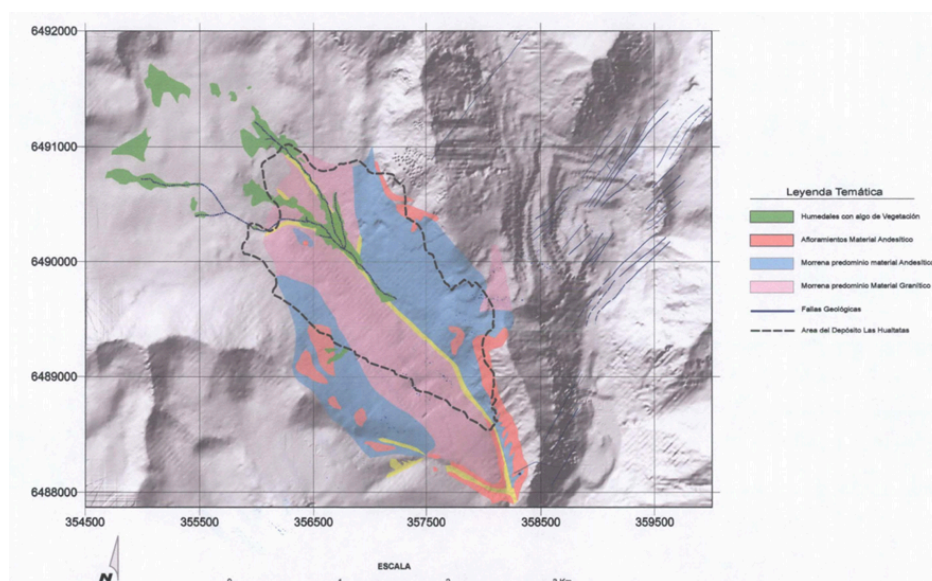 6492000
6491000
6490000
6489000
6488000
354500 355500 356500 357500 358500 359500
Leyenda Temática
Humedales con algo de Vegetación
Afloramientos Material Andesítico
Morrena predominio material Andesítico
Morrena predominio Material Granítico
Fallas Geológicas
Area del Depósito Las Hualtatas
N
ESCALA